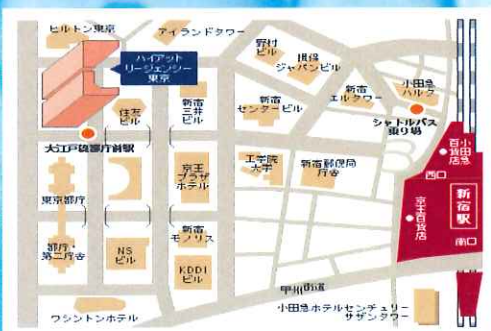 ヒルトン東京
アイランドタワー
ハイアット
リージェンシー
東京
野村
ビル
損保
ジャパンビル
新宿
エルタワー
小田急
ハルク
シャトルバス
乗り場
住友
ビル
新宿
三井
ビル
新宿
センタービル
大江戸線都庁前駅
京王
プラザ
ホテル
工学院
大学
新宿郵便局
庁舎
小田急
百貨店
西口
新宿駅
京王百貨店
南口
東京都庁
都庁・
第二庁舎
NS
ビル
新宿
モノリス
KDDI
ビル
甲州街道
ワシントンホテル
小田急ホテルセンチュリー
サザンタワー